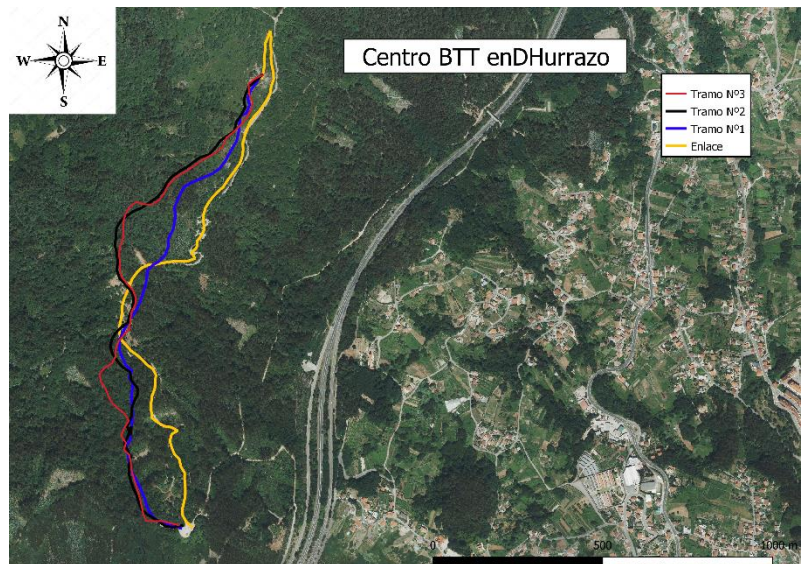 N
W E
S
Centro BTT enDHurrazo
Tramo Nº3
Tramo Nº2
Tramo Nº1
Enlace
0 500 1000 m